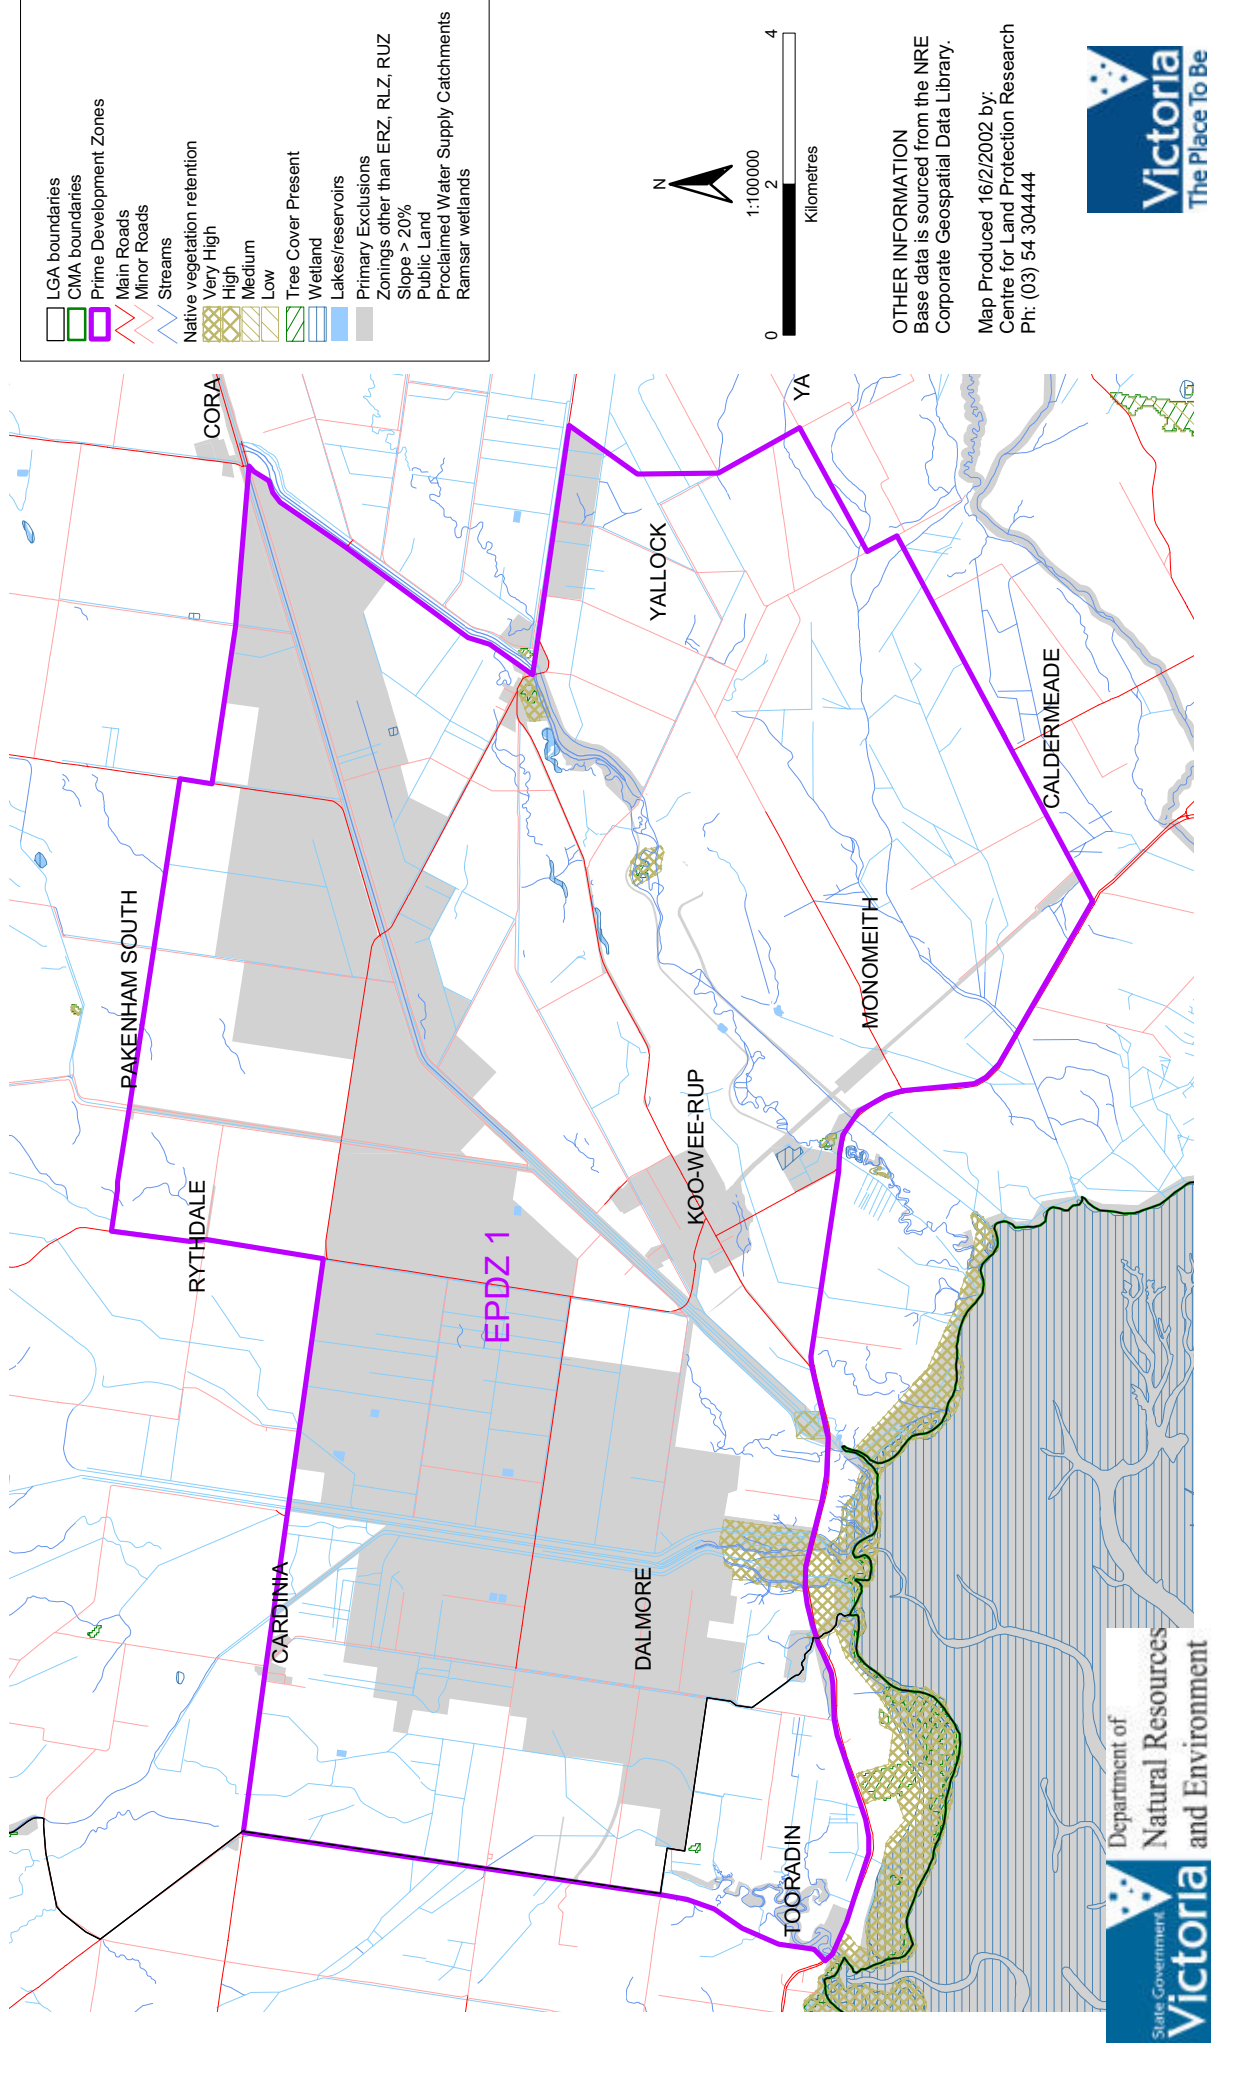 LGA boundaries
CMA boundaries
Prime Development Zones
Main Roads
Minor Roads
Streams
Native vegetation retention
Very High
High
Medium
Low
Tree Cover Present
Wetland
Lakes/reservoirs
Primary Exclusions
Zonings other than ERZ, RLZ, RUZ
Slope > 20%
Public Land
Proclaimed Water Supply Catchments
Ramsar wetlands
N
1:100000
0 2 4
Kilometres
OTHER INFORMATION
Base data is sourced from the NRE
Corporate Geospatial Data Library.
Map Produced 16/2/2002 by:
Centre for Land Protection Research
Ph: (03) 54 304444
Victoria
The Place To Be
CORA
PAKENHAM SOUTH
RYTHDALE
CARDINIA
EPDZ 1
YALLOCK
YA
KOO-WEE-RUP
DALMORE
MONOMEITH
CALDERMEADE
TOORADIN
State Government
Victoria
Department of
Natural Resources
and Environment